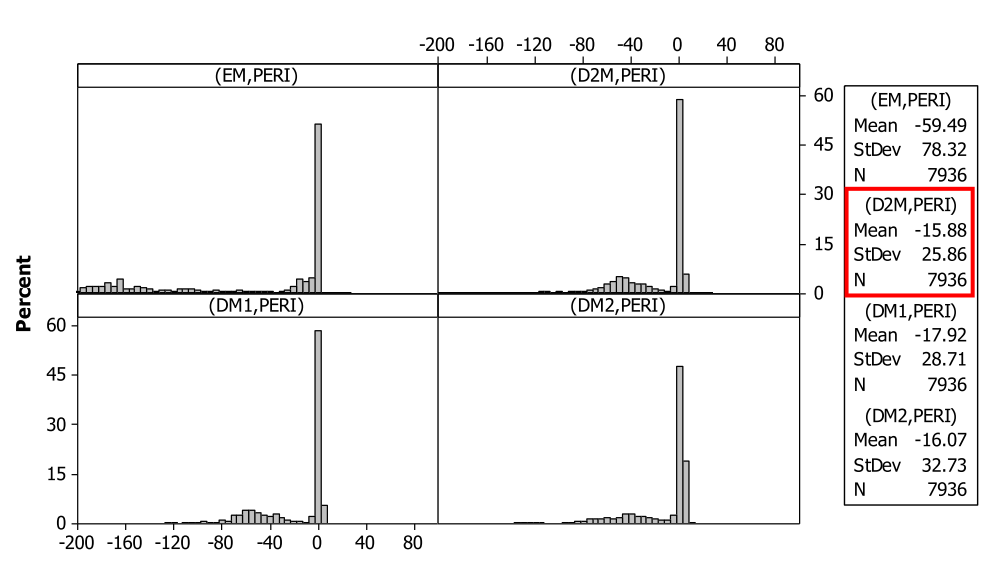 -200 -160 -120 -80 -40 0 40 80
(EM,PERI) (D2M,PERI)
60
45
30
15
0
(DM1,PERI) (DM2,PERI)
60
45
30
15
0
-200 -160 -120 -80 -40 0 40 80
Percent
(EM,PERI)
Mean -59.49
StDev 78.32
N 7936
(D2M,PERI)
Mean -15.88
StDev 25.86
N 7936
(DM1,PERI)
Mean -17.92
StDev 28.71
N 7936
(DM2,PERI)
Mean -16.07
StDev 32.73
N 7936